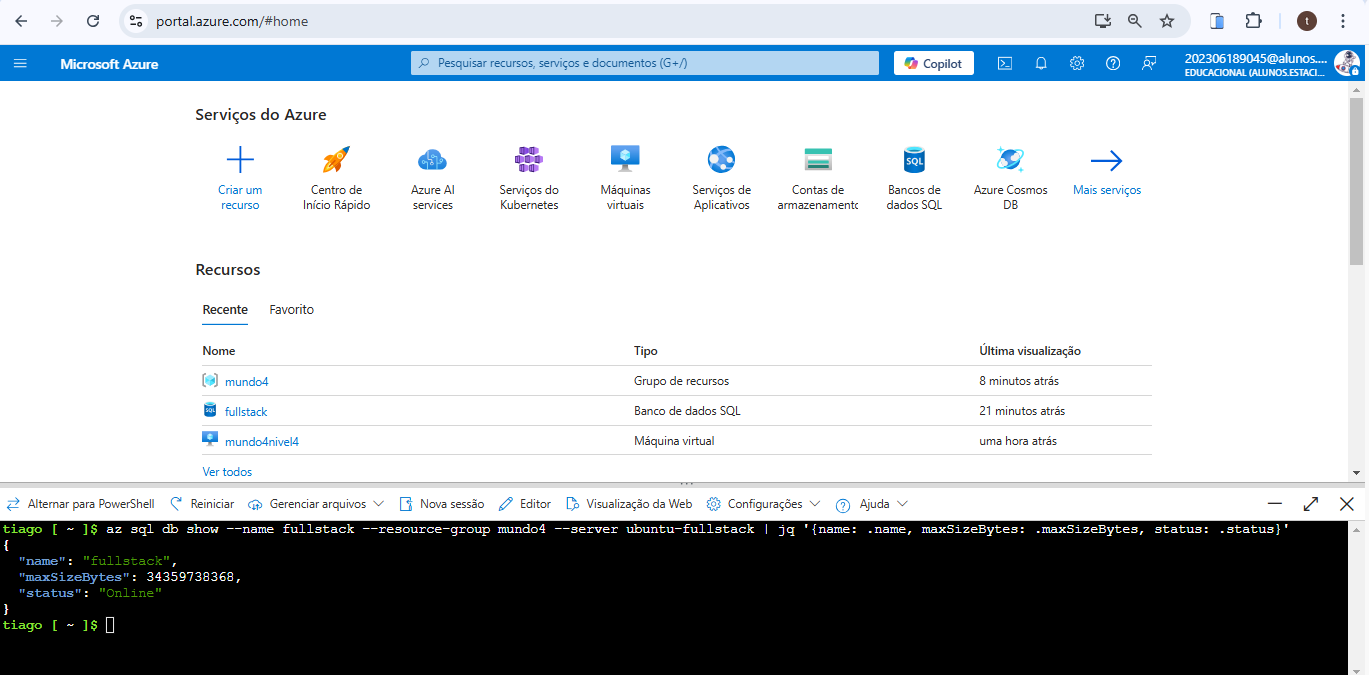 portal.azure.com/#home
t
Microsoft Azure
Pesquisar recursos, serviços e documentos (G+/)
Copilot
202306189045@alunos....
EDUCACIONAL (ALUNOS.ESTACI...
Serviços do Azure
Criar um recurso
Centro de Início Rápido
Azure AI services
Serviços do Kubernetes
Máquinas virtuais
Serviços de Aplicativos
Contas de armazenamento
Bancos de dados SQL
Azure Cosmos DB
Mais serviços
Recursos
Recente Favorito
Nome Tipo Última visualização
mundo4 Grupo de recursos 8 minutos atrás
fullstack Banco de dados SQL 21 minutos atrás
mundo4nivel4 Máquina virtual uma hora atrás
Ver todos
Alternar para PowerShell Reiniciar Gerenciar arquivos Nova sessão Editor Visualização da Web Configurações Ajuda
tiago [ ~ ]$ az sql db show --name fullstack --resource-group mundo4 --server ubuntu-fullstack | jq '{name: .name, maxSizeBytes: .maxSizeBytes, status: .status}'
{
"name": "fullstack",
"maxSizeBytes": 34359738368,
"status": "Online"
}
tiago [ ~ ]$